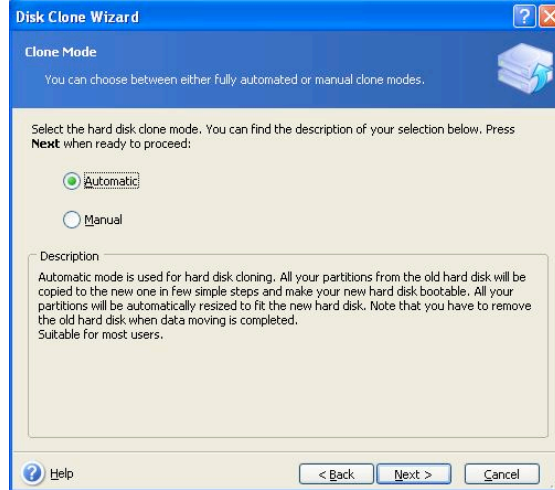 Disk Clone Wizard
Clone Mode
You can choose between either fully automated or manual clone modes.
Select the hard disk clone mode. You can find the description of your selection below. Press
Next when ready to proceed:
Automatic
Manual
Description
Automatic mode is used for hard disk cloning. All your partitions from the old hard disk will be
copied to the new one in few simple steps and make your new hard disk bootable. All your
partitions will be automatically resized to fit the new hard disk. Note that you have to remove
the old hard disk when data moving is completed.
Suitable for most users.
Help
< Back
Next >
Cancel